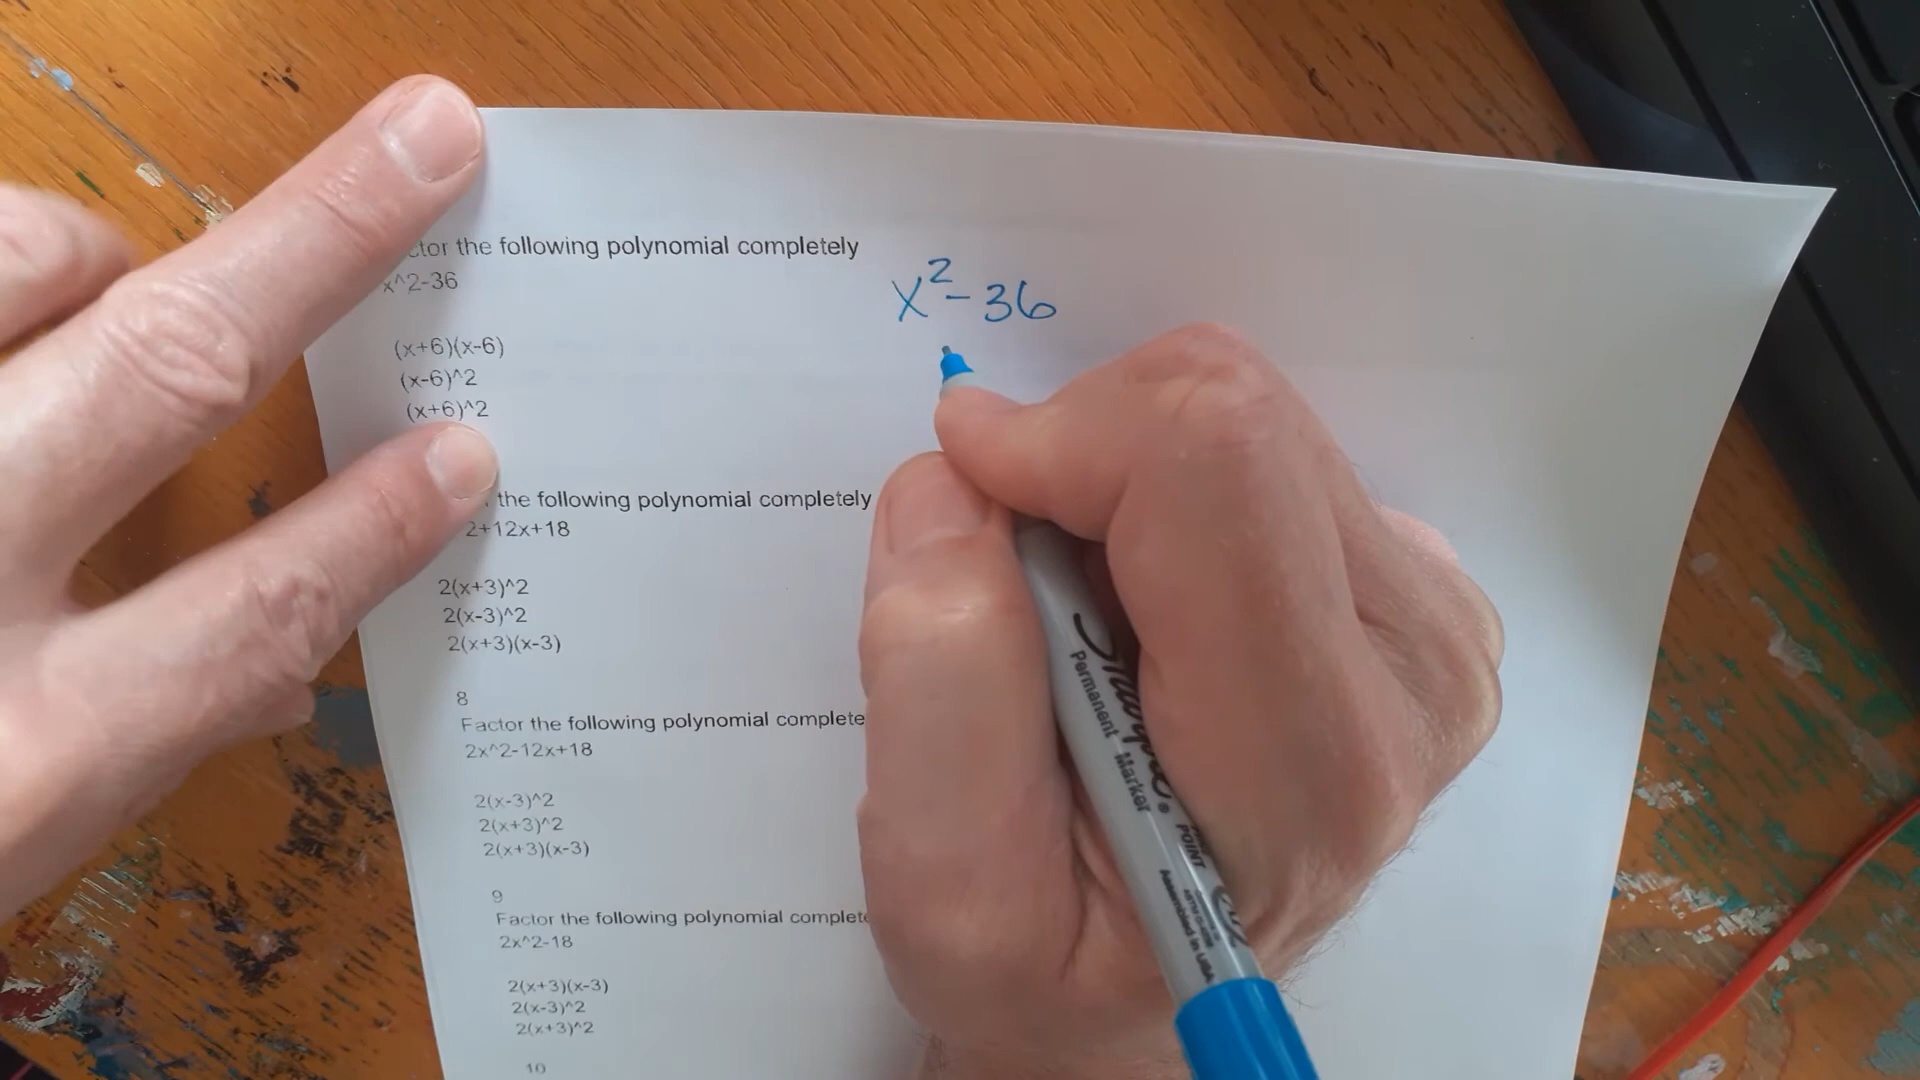 ctor the following polynomial completely
x^2-36
x² - 36
(x+6)(x-6)
(x-6)^2
(x+6)^2
the following polynomial completely
2+12x+18
2(x+3)^2
2(x-3)^2
2(x+3)(x-3)
8
Factor the following polynomial complete
2x^2-12x+18
2(x-3)^2
2(x+3)^2
2(x+3)(x-3)
9
Factor the following polynomial complete
2x^2-18
2(x+3)(x-3)
2(x-3)^2
2(x+3)^2
10
Sharpie.
Permanent Marker
POINT
Assembled in USA